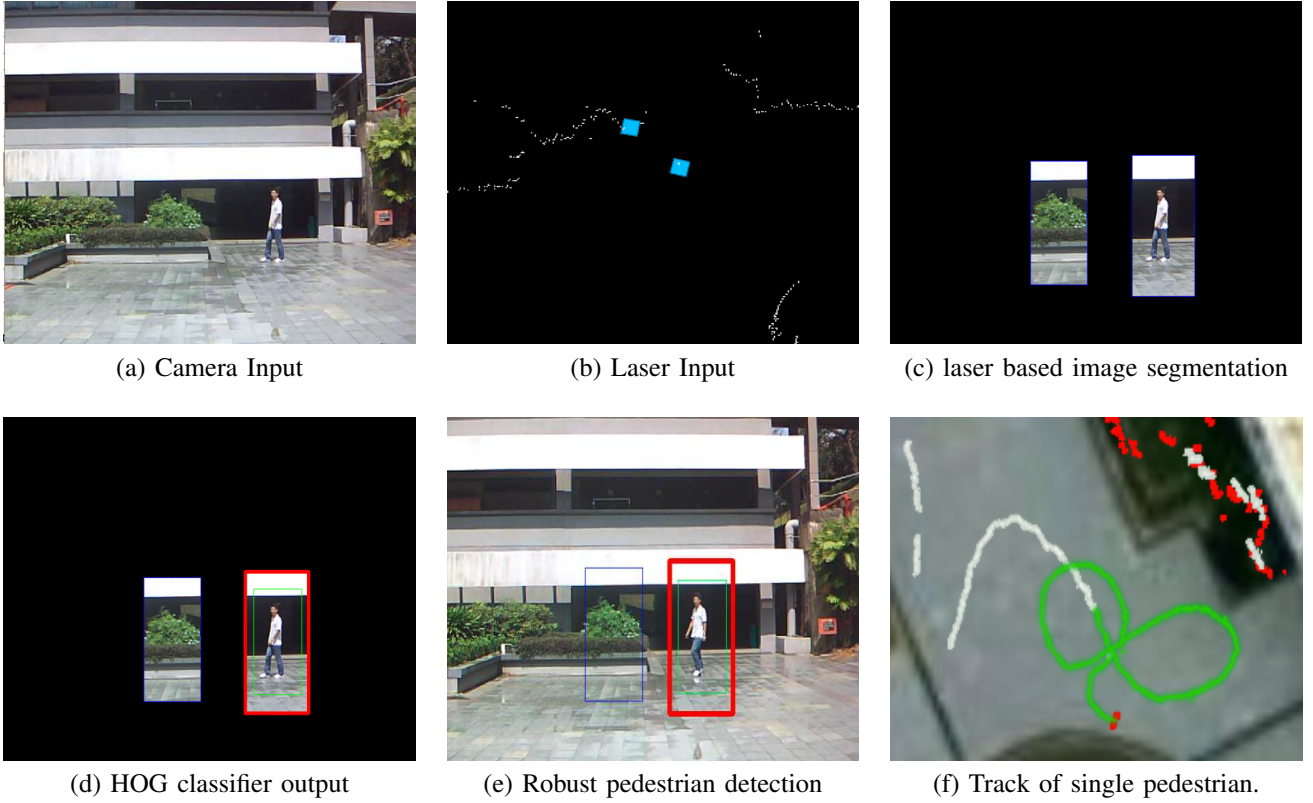 (a) Camera Input
(b) Laser Input
(c) laser based image segmentation
(d) HOG classifier output
(e) Robust pedestrian detection
(f) Track of single pedestrian.